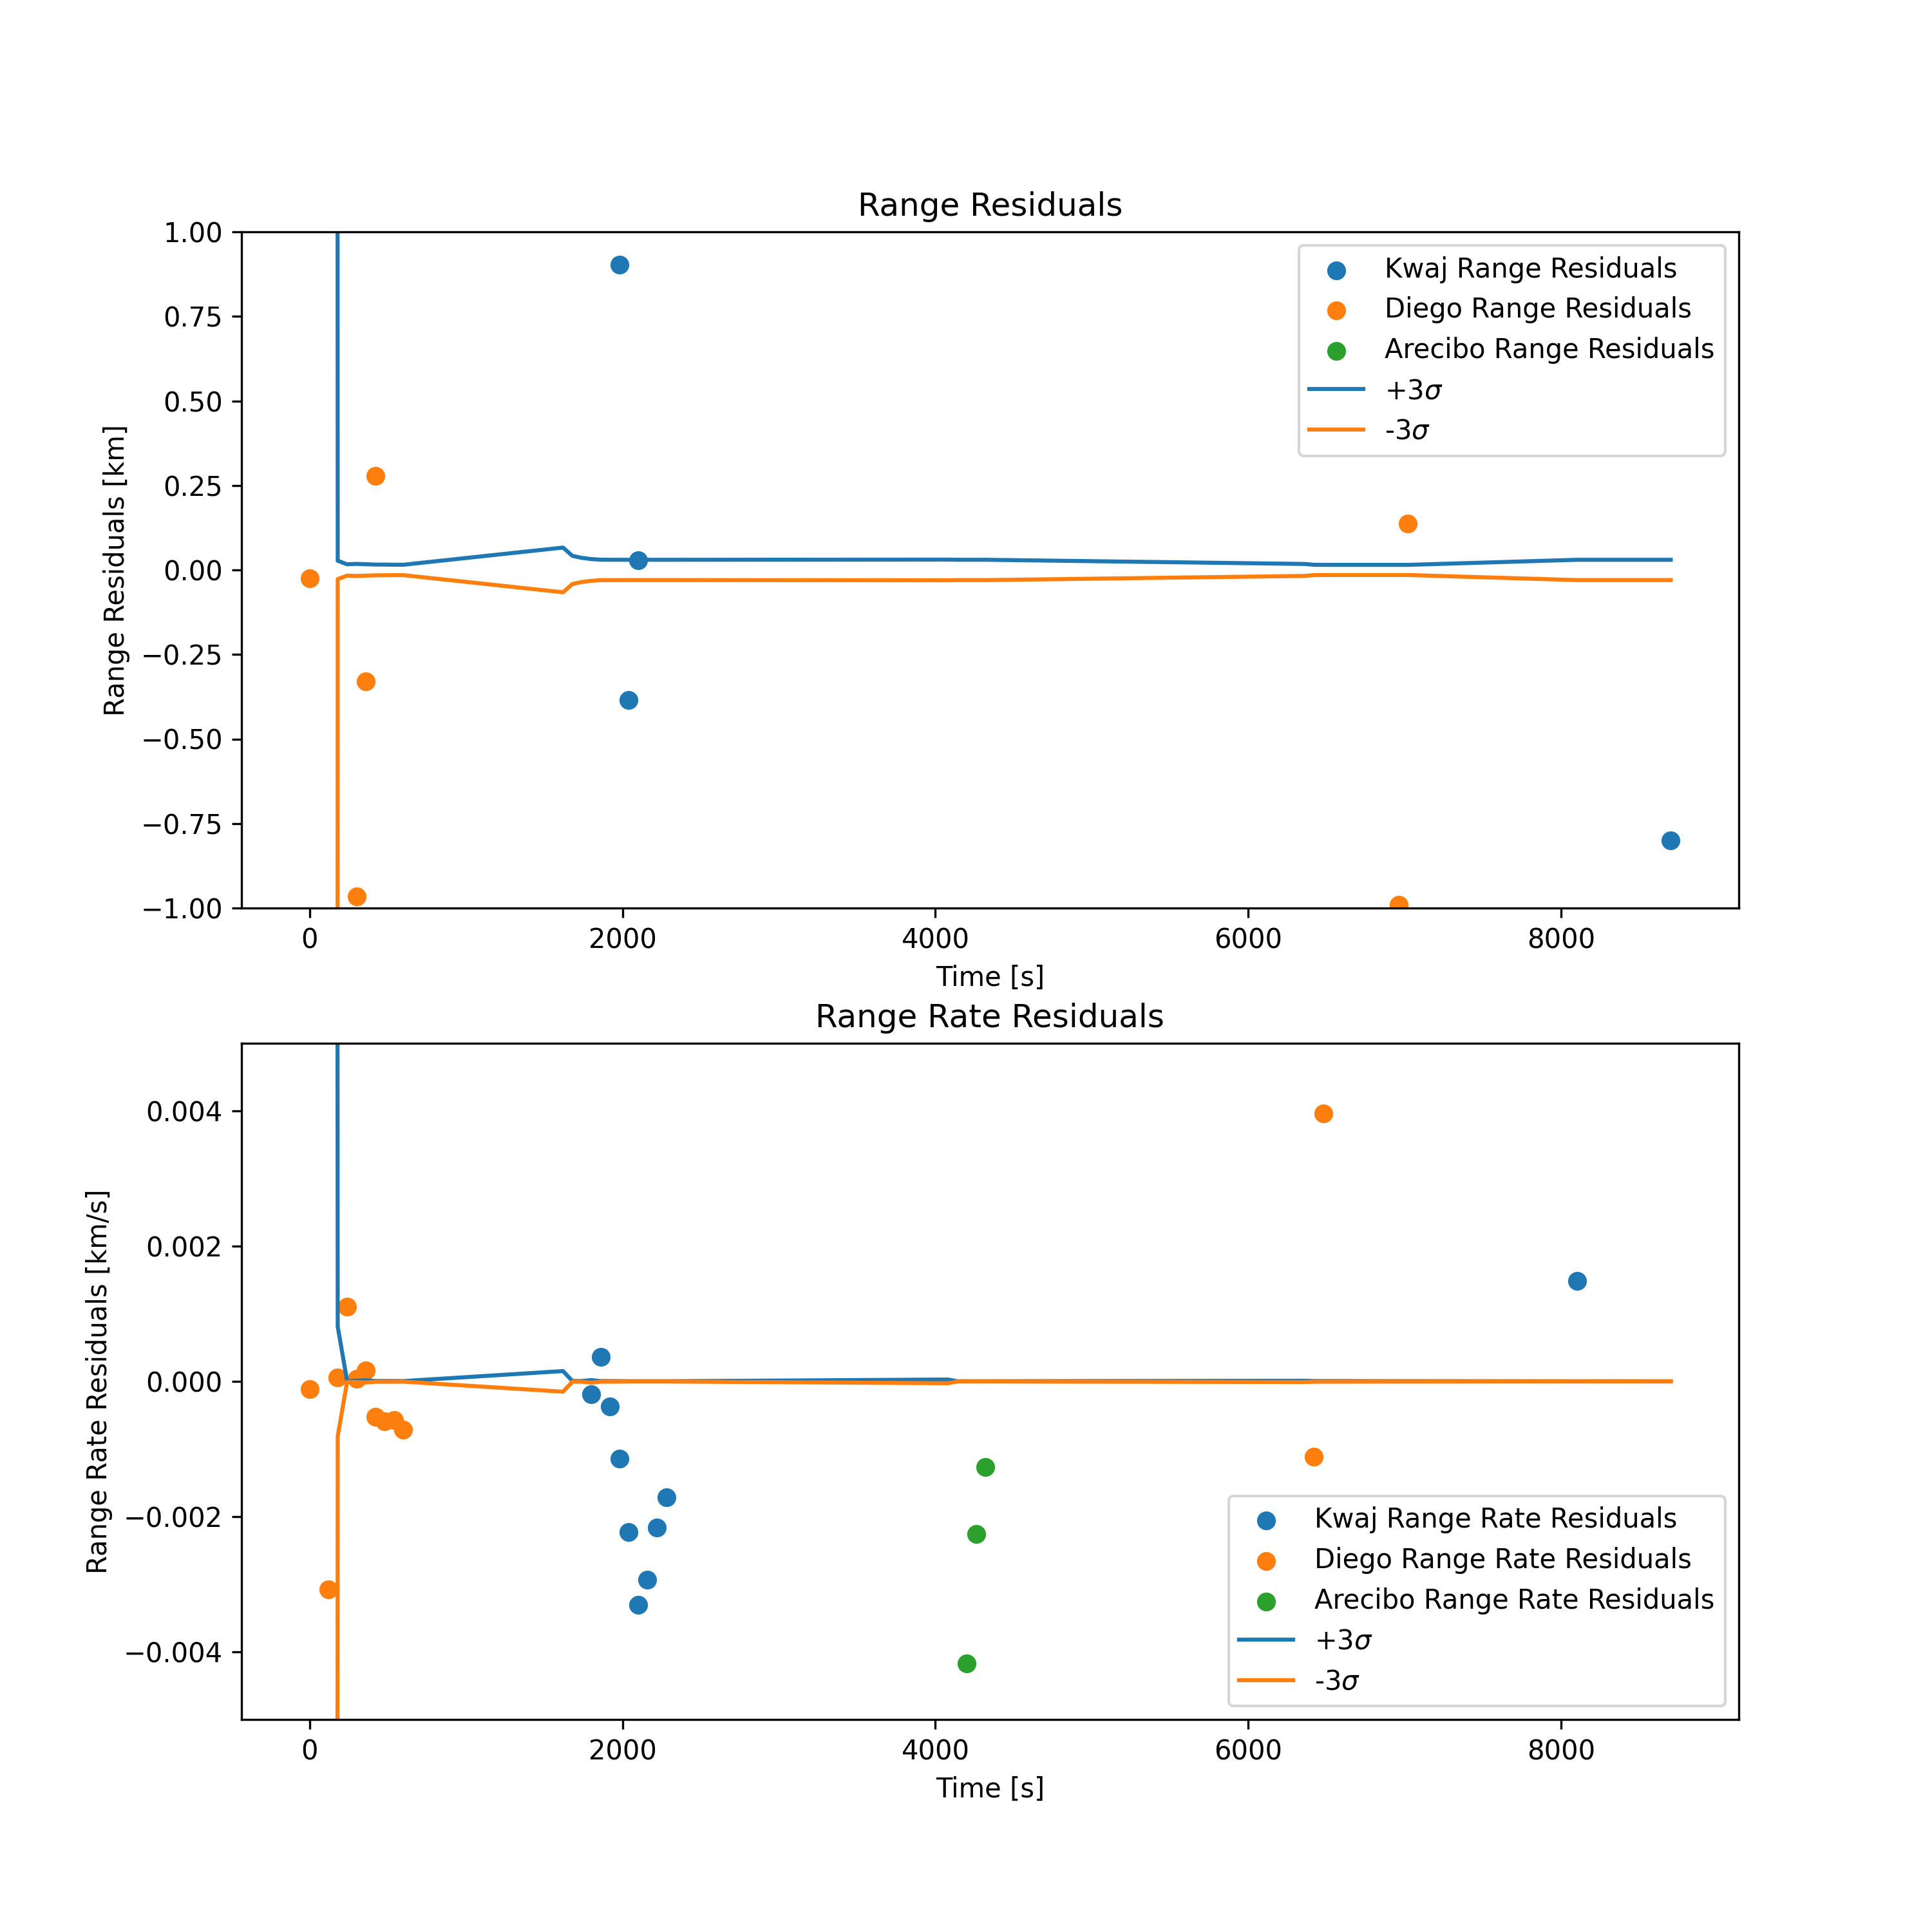 Range Residuals
1.00
0.75
0.50
0.25
0.00
−0.25
−0.50
−0.75
−1.00
Range Residuals [km]
Kwaj Range Residuals
Diego Range Residuals
Arecibo Range Residuals
+3σ
-3σ
0 2000 4000 6000 8000
Time [s]
Range Rate Residuals
0.004
0.002
0.000
−0.002
−0.004
Range Rate Residuals [km/s]
Kwaj Range Rate Residuals
Diego Range Rate Residuals
Arecibo Range Rate Residuals
+3σ
-3σ
0 2000 4000 6000 8000
Time [s]